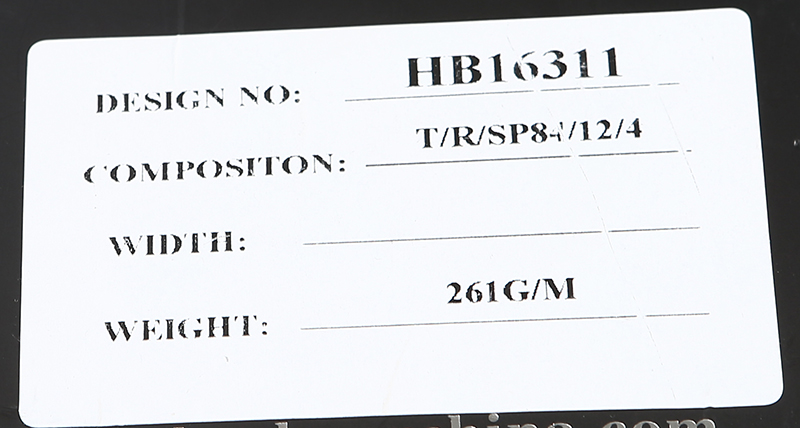 DESIGN NO: HB16311
COMPOSITON: T/R/SP84/12/4
WIDTH:
WEIGHT: 261G/M